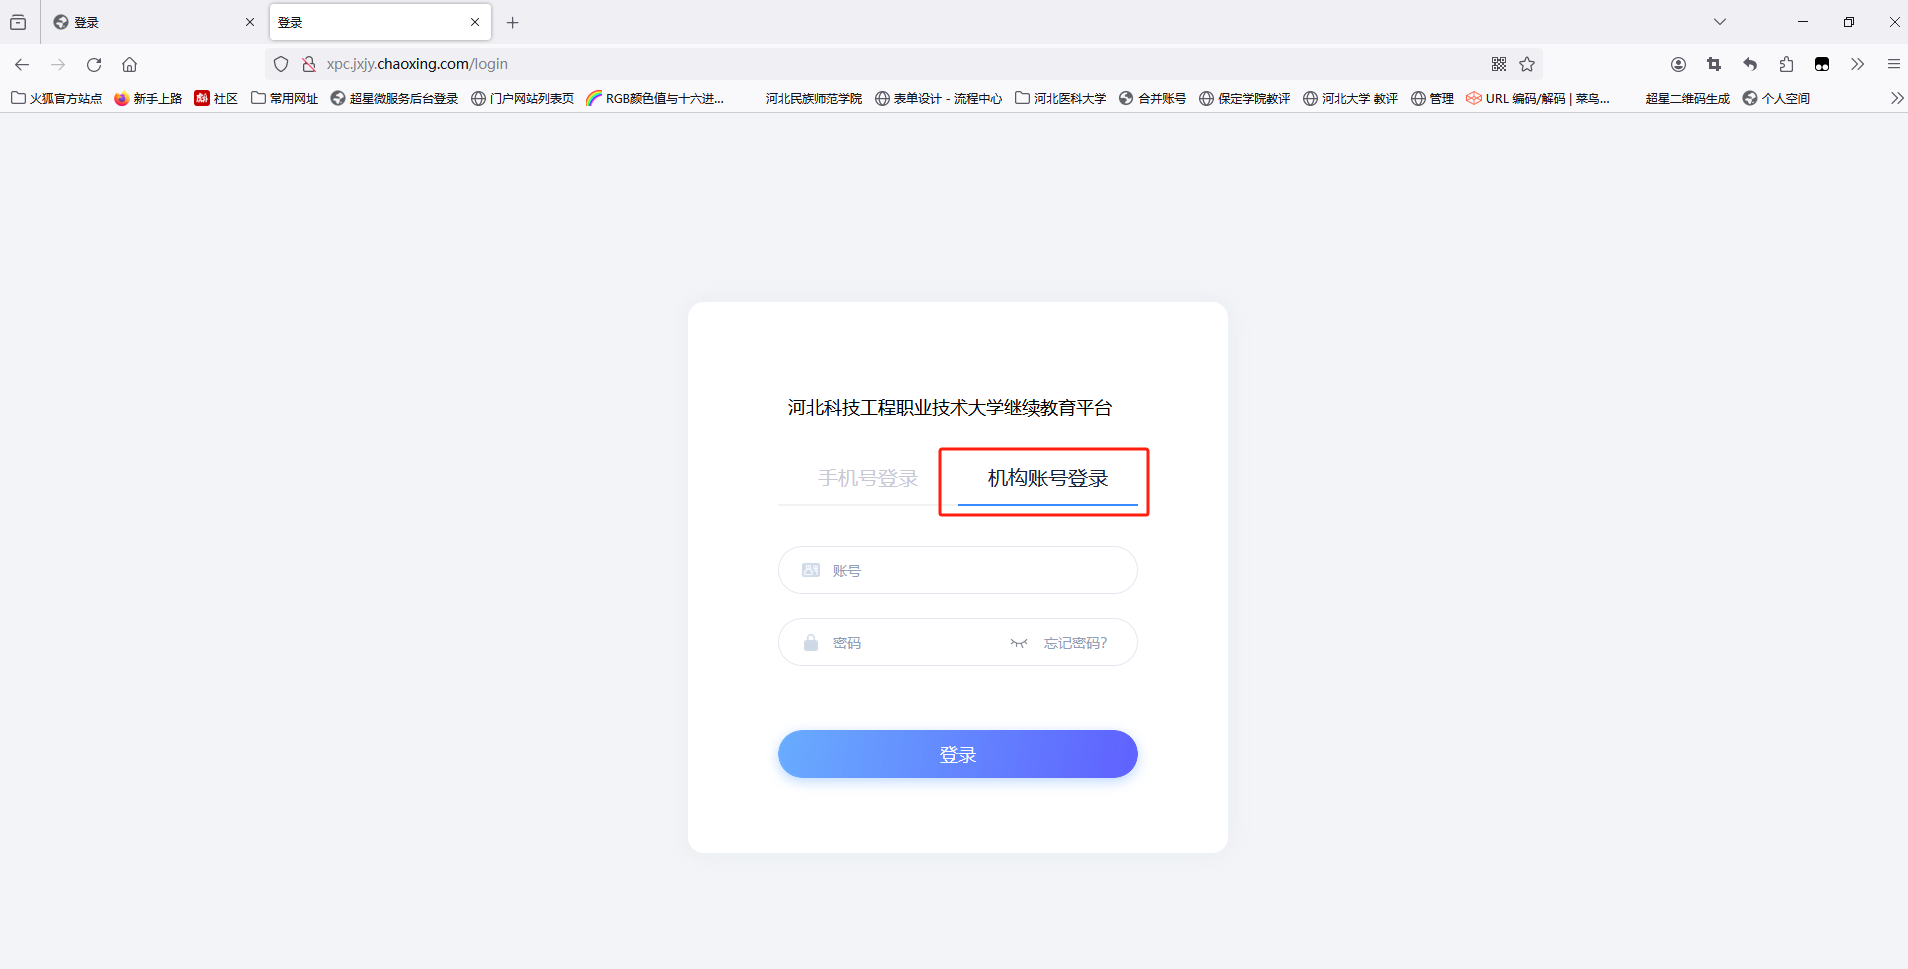 登录
登录
xpc.jxjy.chaoxing.com/login
火狐官方站点 新手上路 社区 常用网址 超星微服务后台登录 门户网站列表页 RGB颜色值与十六进... 河北民族师范学院 表单设计 - 流程中心 河北医科大学 合并账号 保定学院教评 河北大学 教评 管理 URL 编码/解码 | 菜鸟... 超星二维码生成 个人空间
河北科技工程职业技术大学继续教育平台
手机号登录 机构账号登录
账号
密码 忘记密码?
登录